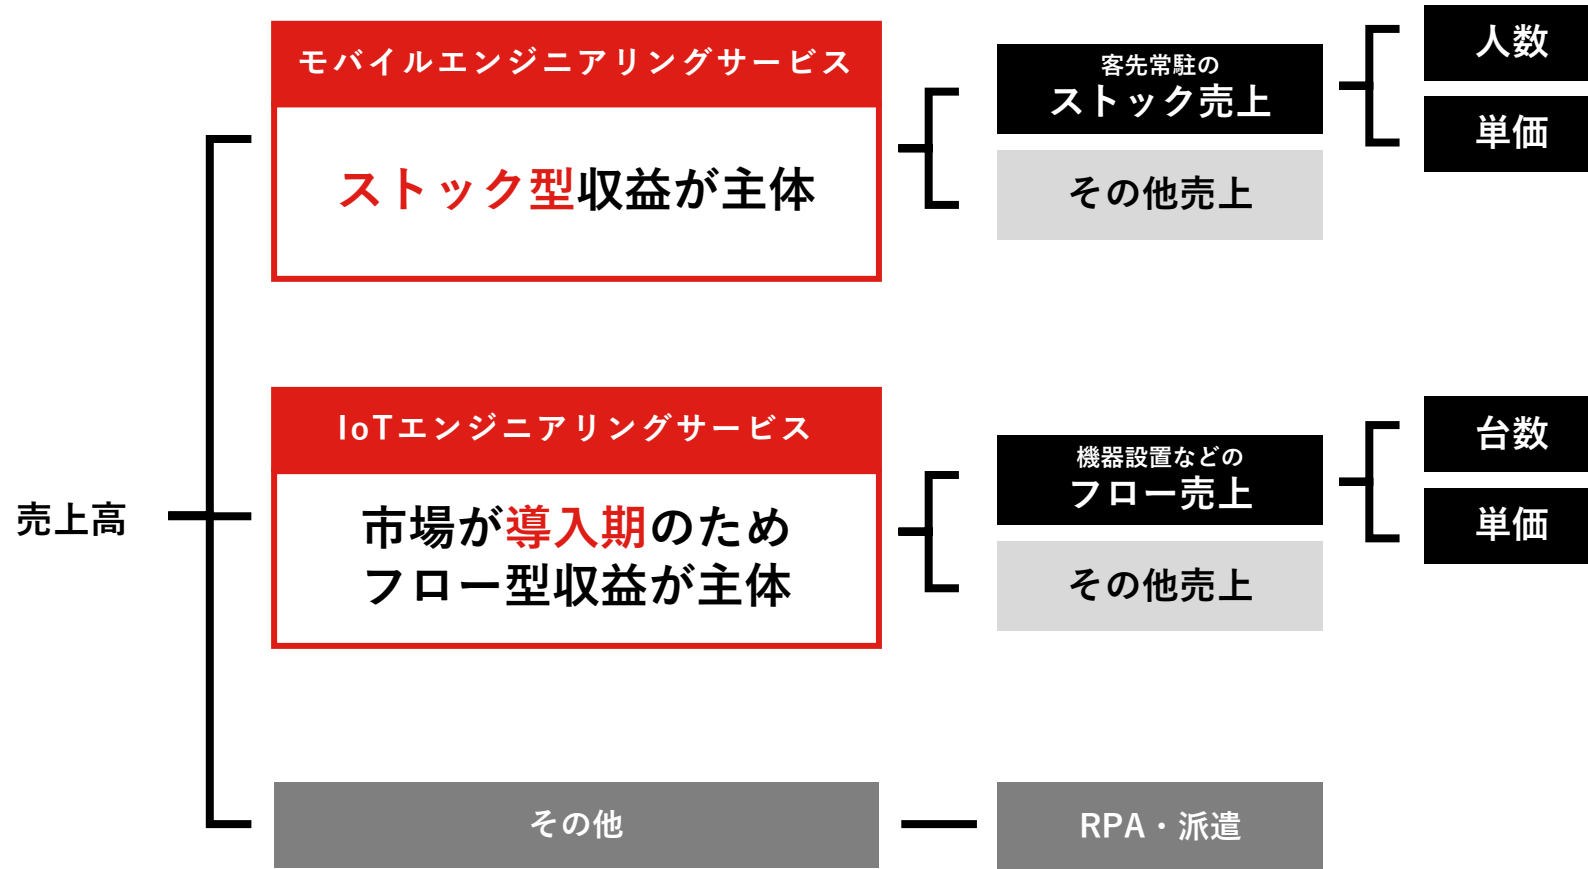 売上高
モバイルエンジニアリングサービス
ストック型収益が主体
客先常駐の
ストック売上
その他売上
人数
単価
IoTエンジニアリングサービス
市場が導入期のため
フロー型収益が主体
機器設置などの
フロー売上
その他売上
台数
単価
その他
RPA・派遣